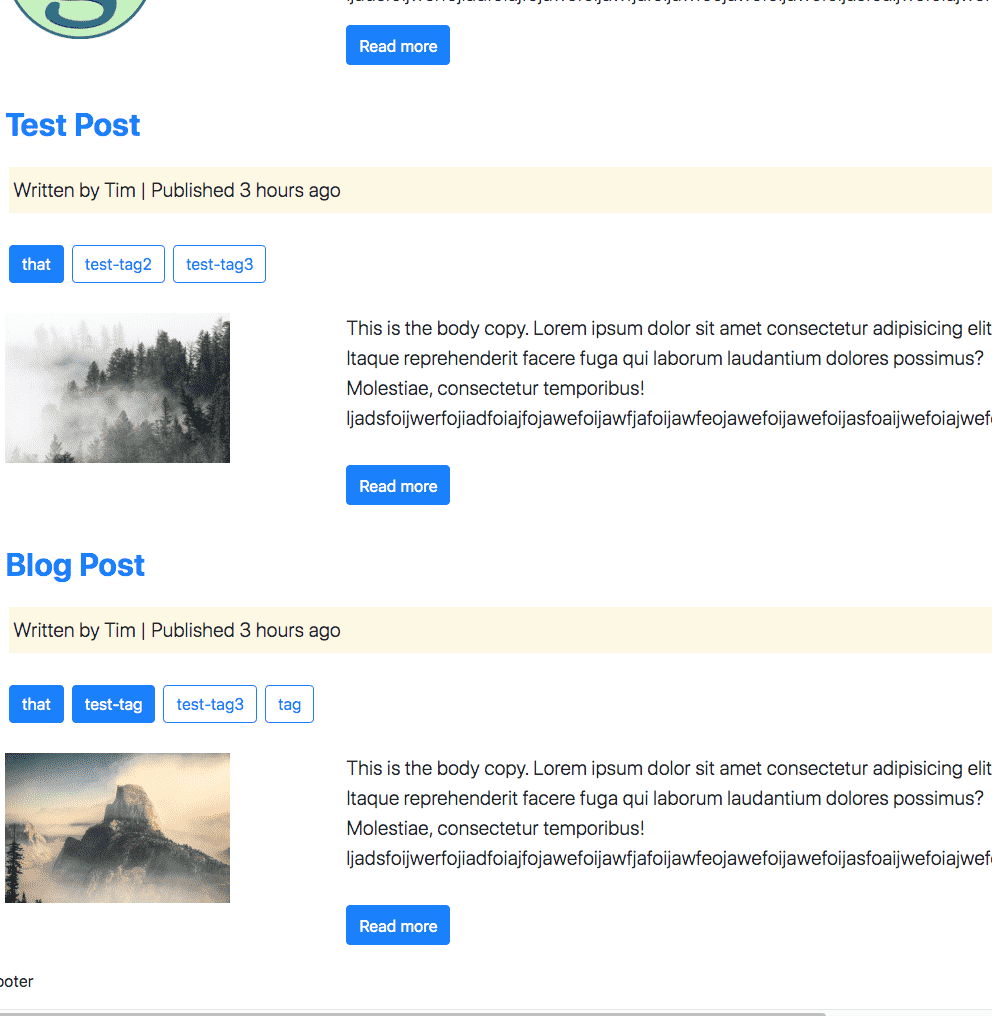 Read more
Test Post
Written by Tim | Published 3 hours ago
that test-tag2 test-tag3
This is the body copy. Lorem ipsum dolor sit amet consectetur adipisicing elit
Itaque reprehenderit facere fuga qui laborum laudantium dolores possimus?
Molestiae, consectetur temporibus!
Read more
Blog Post
Written by Tim | Published 3 hours ago
that test-tag test-tag3 tag
This is the body copy. Lorem ipsum dolor sit amet consectetur adipisicing elit
Itaque reprehenderit facere fuga qui laborum laudantium dolores possimus?
Molestiae, consectetur temporibus!
Read more
ooter